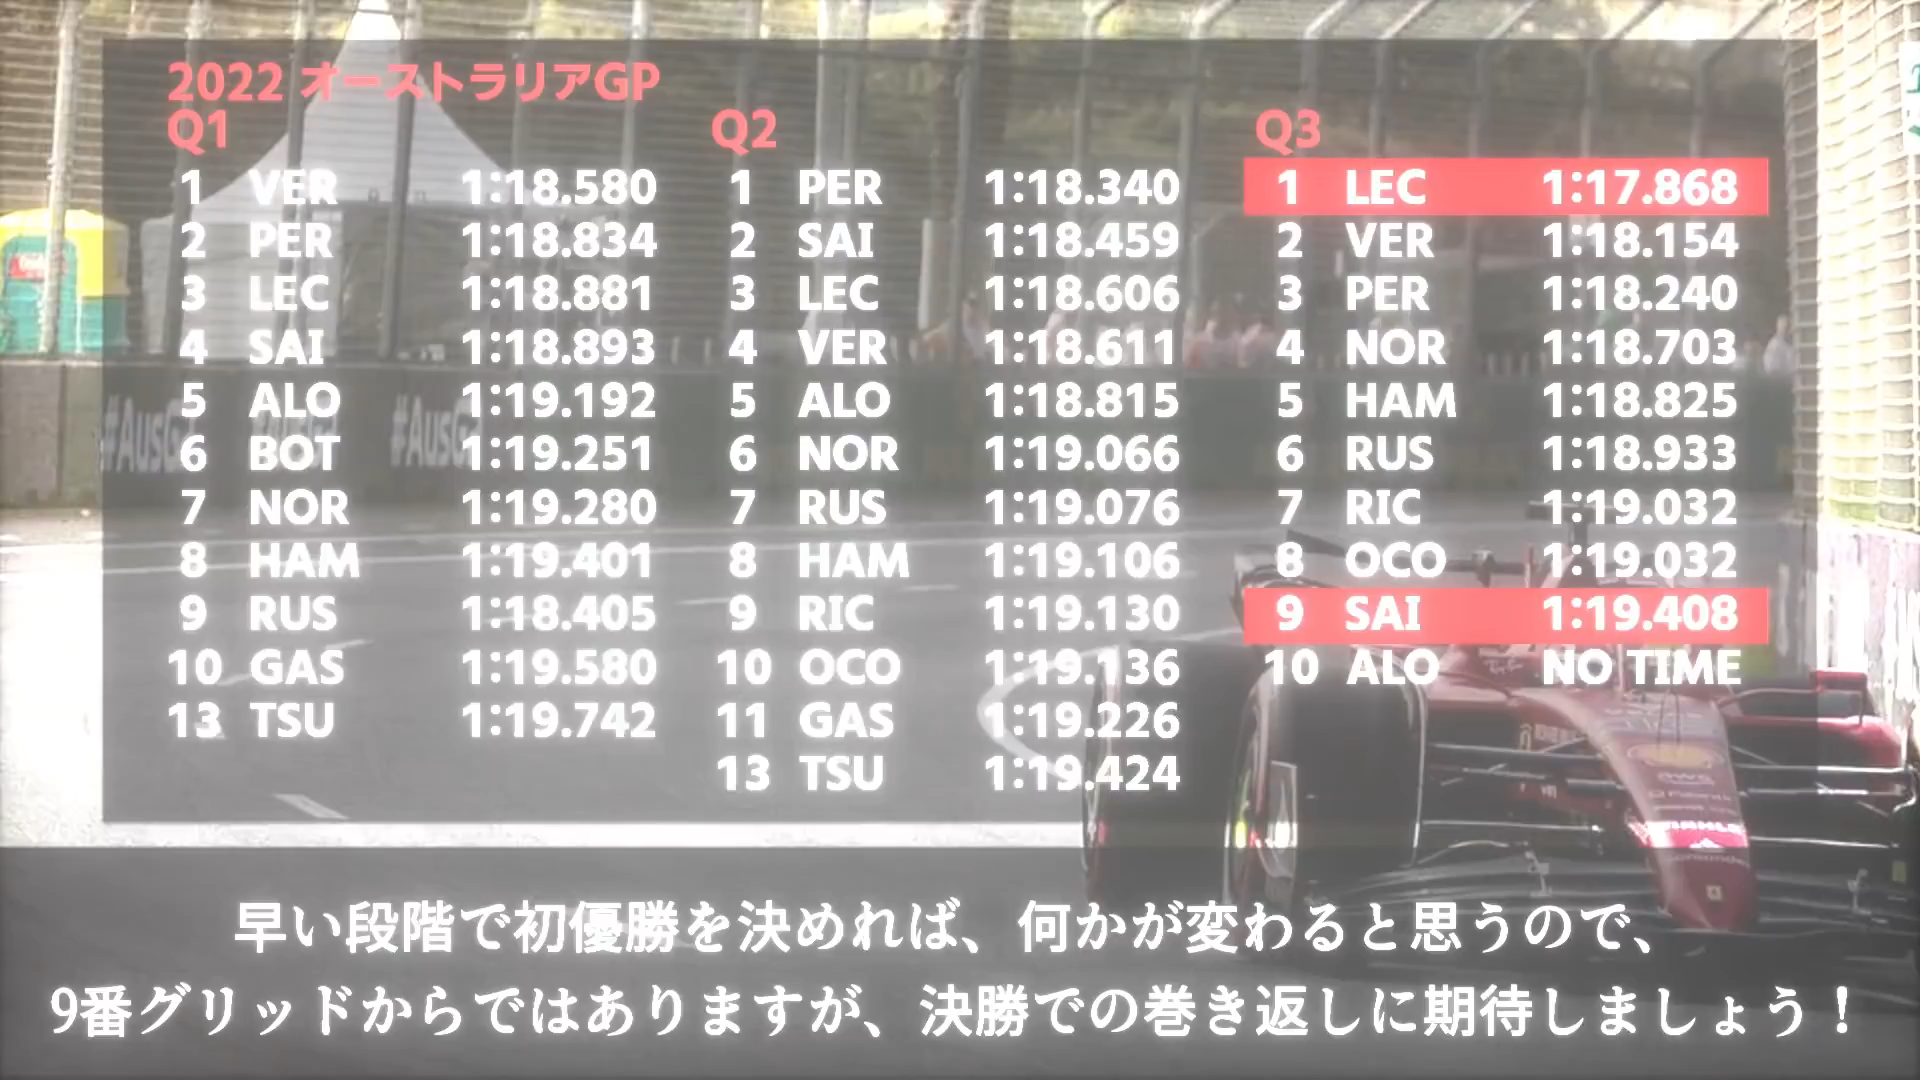 2022 オーストラリアGP
Q1
1 VER 1:18.580
2 PER 1:18.834
3 LEC 1:18.881
4 SAI 1:18.893
5 ALO 1:19.192
6 BOT 1:19.251
7 NOR 1:19.280
8 HAM 1:19.401
9 RUS 1:18.405
10 GAS 1:19.580
13 TSU 1:19.742
Q2
1 PER 1:18.340
2 SAI 1:18.459
3 LEC 1:18.606
4 VER 1:18.611
5 ALO 1:18.815
6 NOR 1:19.066
7 RUS 1:19.076
8 HAM 1:19.106
9 RIC 1:19.130
10 OCO 1:19.136
11 GAS 1:19.226
13 TSU 1:19.424
Q3
1 LEC 1:17.868
2 VER 1:18.154
3 PER 1:18.240
4 NOR 1:18.703
5 HAM 1:18.825
6 RUS 1:18.933
7 RIC 1:19.032
8 OCO 1:19.032
9 SAI 1:19.408
10 ALO NO TIME
早い段階で初優勝を決めれば、何かが変わると思うので、
9番グリッドからではありますが、決勝での巻き返しに期待しましょう！